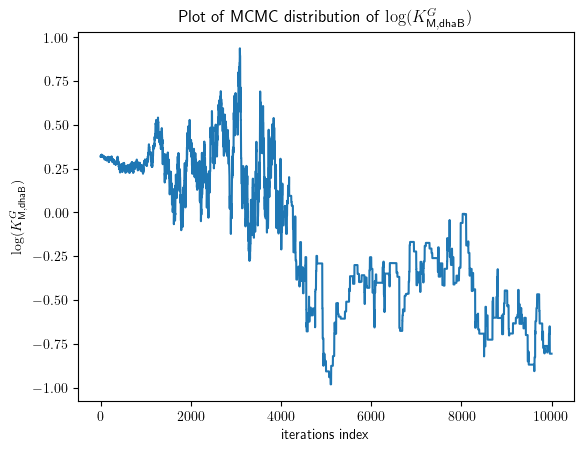 Plot of MCMC distribution of log(K^G_M,dhaB)
1.00
0.75
0.50
0.25
0.00
−0.25
−0.50
−0.75
−1.00
log(K^G_M,dhaB)
0 2000 4000 6000 8000 10000
iterations index